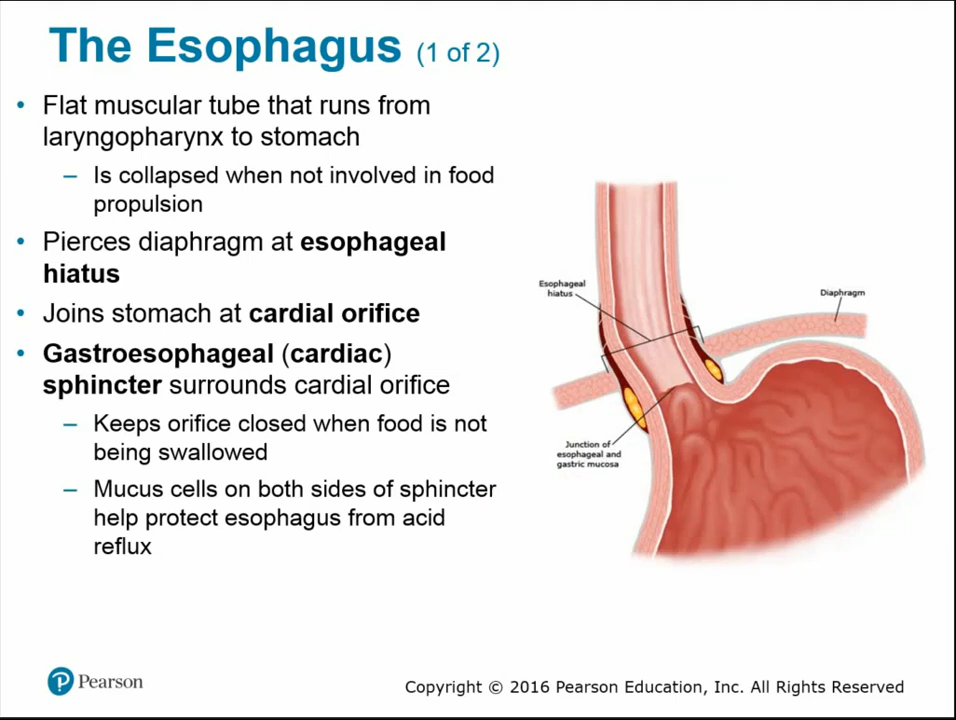 The Esophagus (1 of 2)
• Flat muscular tube that runs from
laryngopharynx to stomach
– Is collapsed when not involved in food
propulsion
• Pierces diaphragm at esophageal
hiatus
• Joins stomach at cardial orifice
• Gastroesophageal (cardiac)
sphincter surrounds cardial orifice
– Keeps orifice closed when food is not
being swallowed
– Mucus cells on both sides of sphincter
help protect esophagus from acid
reflux
Esophageal
hiatus
Diaphragm
Junction of
esophageal and
gastric mucosa
P Pearson
Copyright © 2016 Pearson Education, Inc. All Rights Reserved